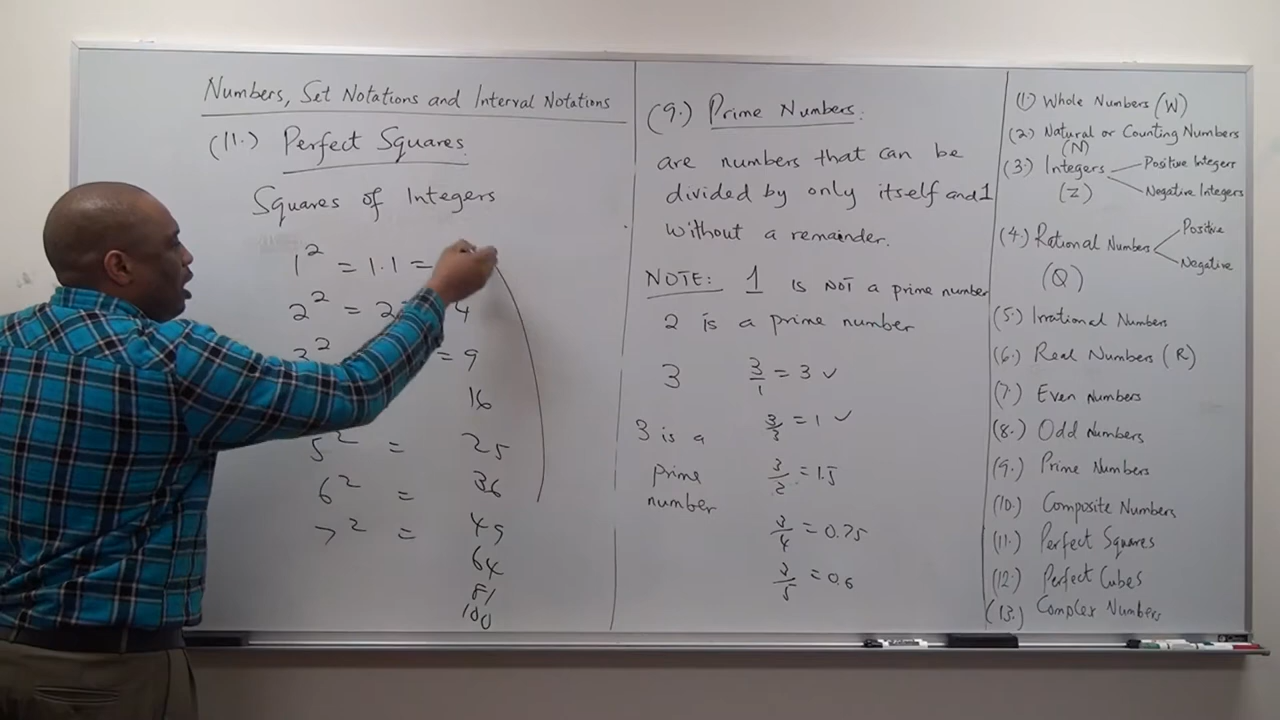 Numbers, Set Notations and Interval Notations
(11.) Perfect Squares
Squares of Integers
1² = 1.1 =
2² = 2 4
3² = 9
16
5² = 25
6² = 36
7² = 49
64
81
100
(9.) Prime Numbers.
are numbers that can be
divided by only itself and 1
without a remainder.
NOTE: 1 is NOT a prime number
2 is a prime number
3 3/1 = 3 ✓
3/3 = 1 ✓
3 is a
prime
number
3/2 = 1.5
3/4 = 0.75
3/5 = 0.6
(1) Whole Numbers (W)
(2) Natural or Counting Numbers
(N)
(3.) Integers Positive Integers
(Z) Negative Integers
(4.) Rational Numbers Positive
(Q) Negative
(5.) Irrational Numbers
(6.) Real Numbers (R)
(7.) Even Numbers
(8.) Odd Numbers
(9.) Prime Numbers
(10.) Composite Numbers
(11.) Perfect Squares
(12.) Perfect Cubes
(13.) Complex Numbers